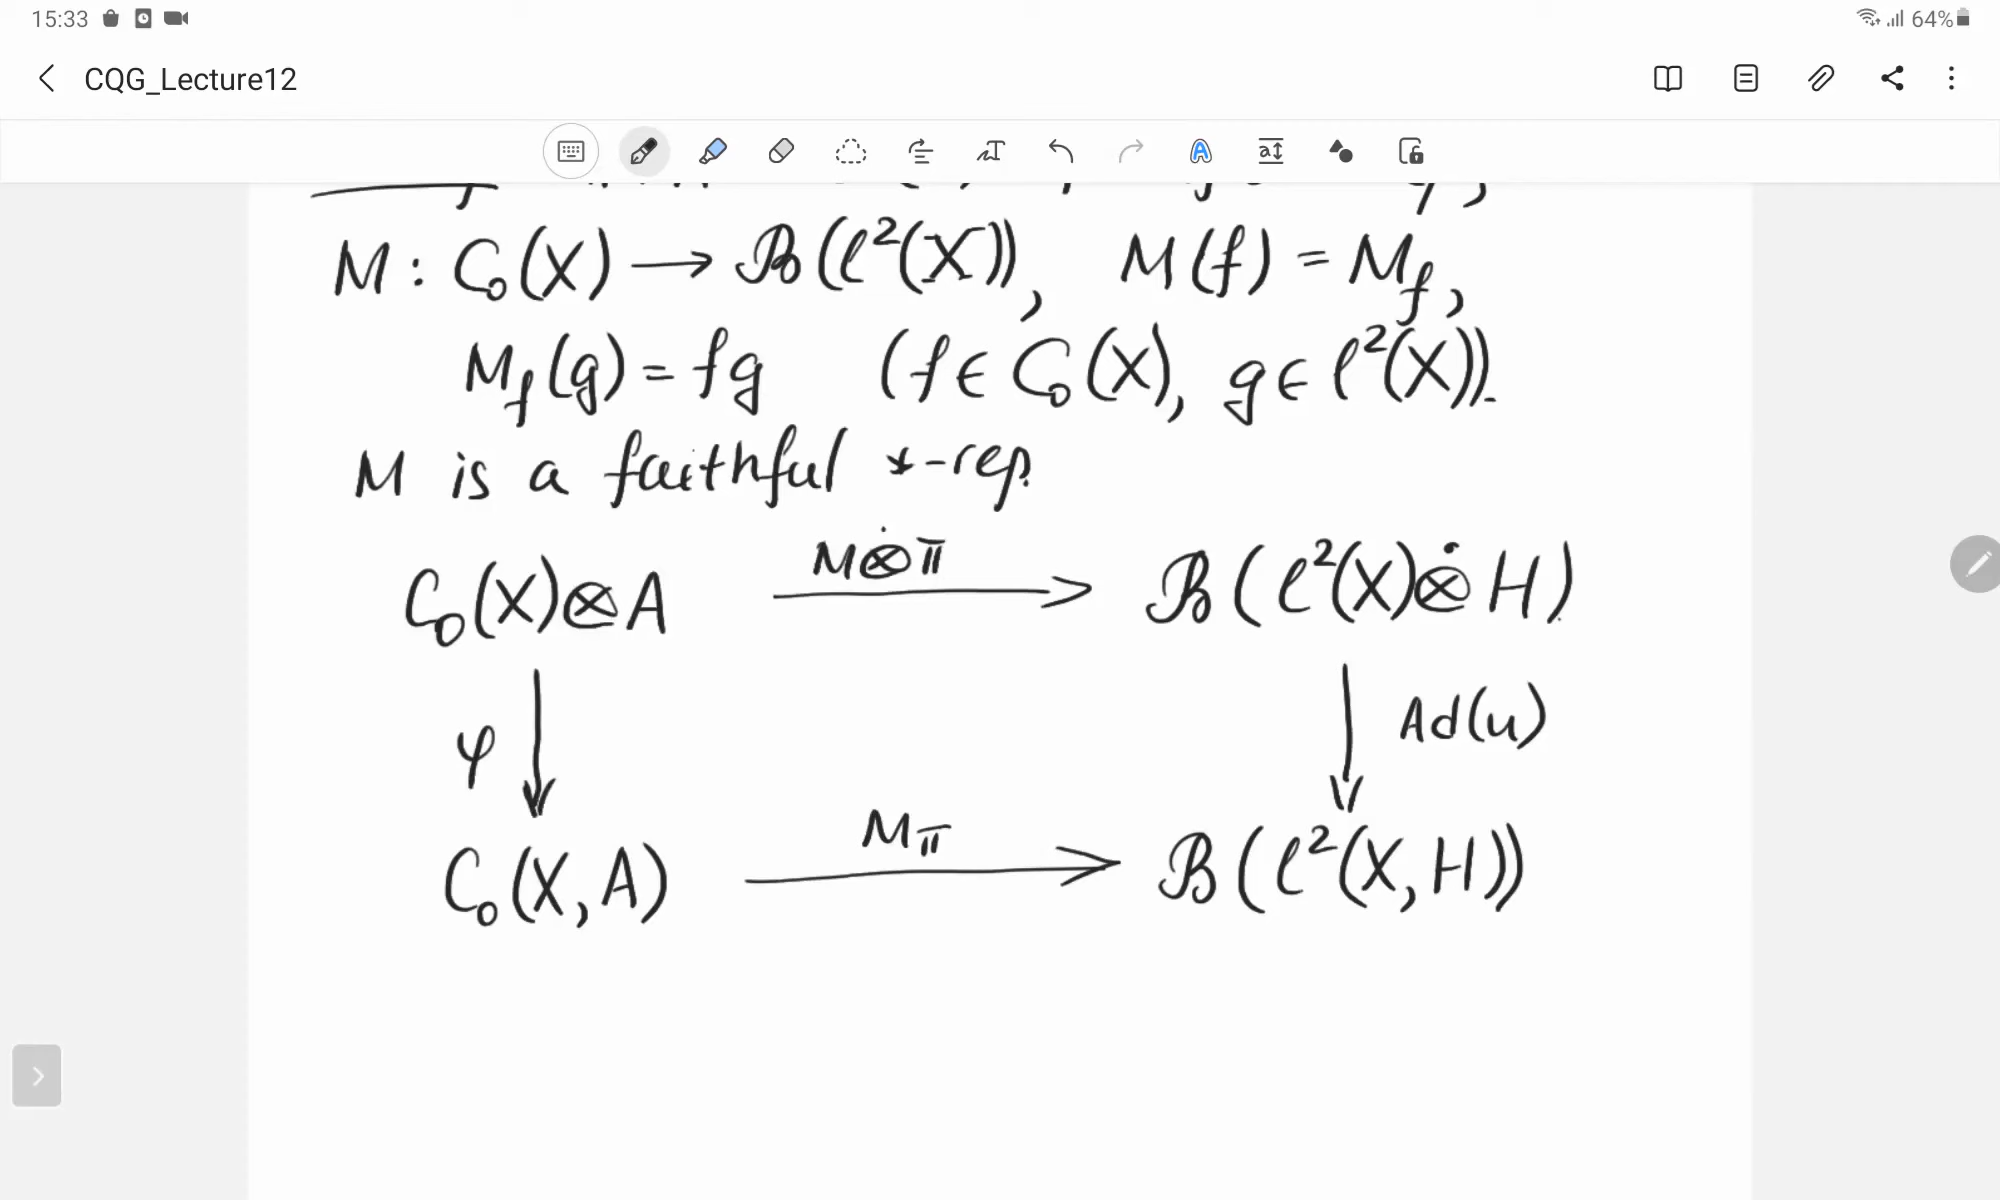 15:33 64%
CQG_Lecture12
M : C₀(X) ⟶ ℬ(ℓ²(X)), M(f) = M_f,
M_f(g) = fg (f ∈ C₀(X), g ∈ ℓ²(X)).
M is a faithful *-rep.
M ⊗̇ π
C₀(X) ⊗ A ⟶ ℬ(ℓ²(X) ⊗̇ H)
φ ↓ ↓ Ad(u)
M_π
C₀(X, A) ⟶ ℬ(ℓ²(X, H))